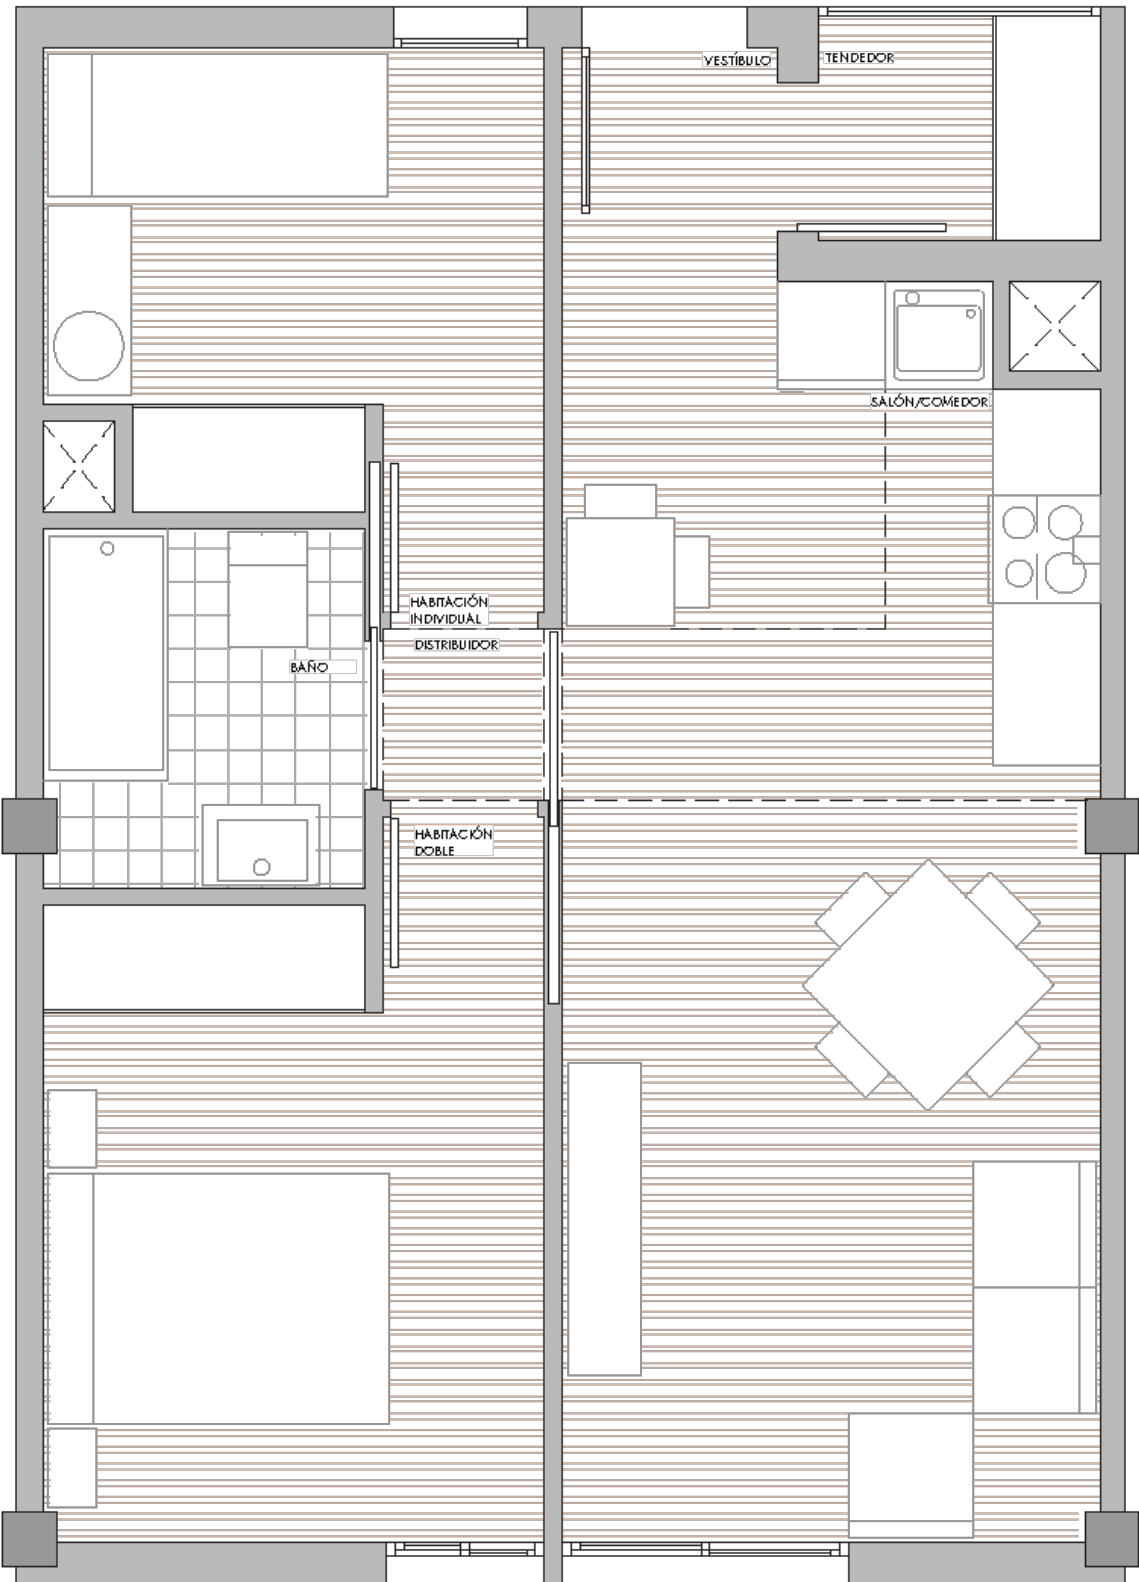 VESTÍBULO
TENDEDOR
SALÓN/COMEDOR
HABITACIÓN
INDIVIDUAL
DISTRIBUIDOR
BAÑO
HABITACIÓN
DOBLE